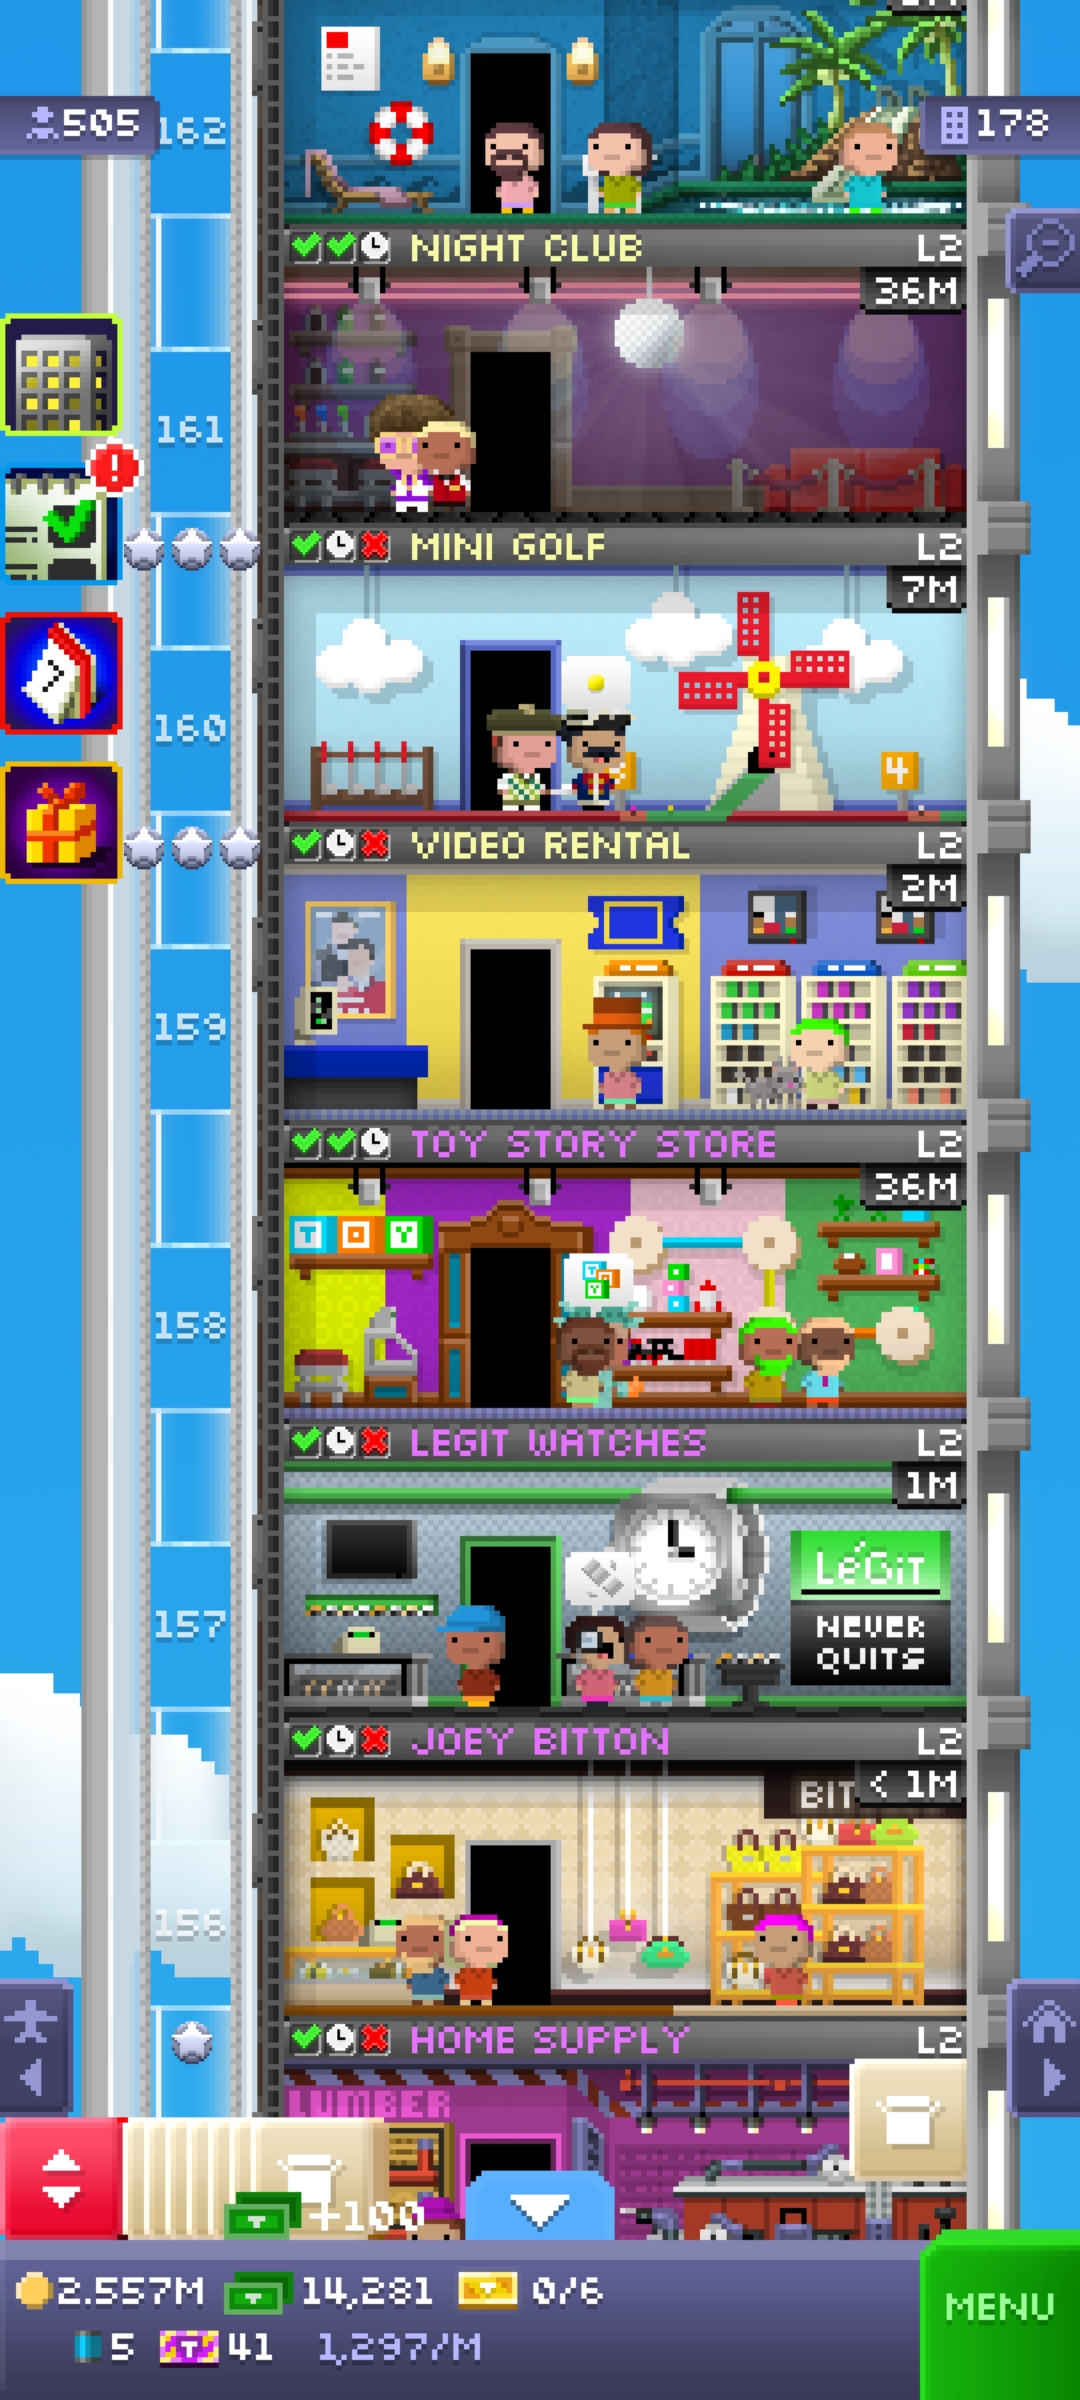 505
162
178
NIGHT CLUB
L2
36M
161
MINI GOLF
L2
7M
160
4
VIDEO RENTAL
L2
2M
159
TOY STORY STORE
L2
36M
T O Y
158
LEGIT WATCHES
L2
1M
LéGiT
NEVER
QUITS
157
JOEY BITTON
L2
BIT
< 1M
156
HOME SUPPLY
L2
LUMBER
+100
2.557M
14,281
0/6
MENU
5
41
1,297/M